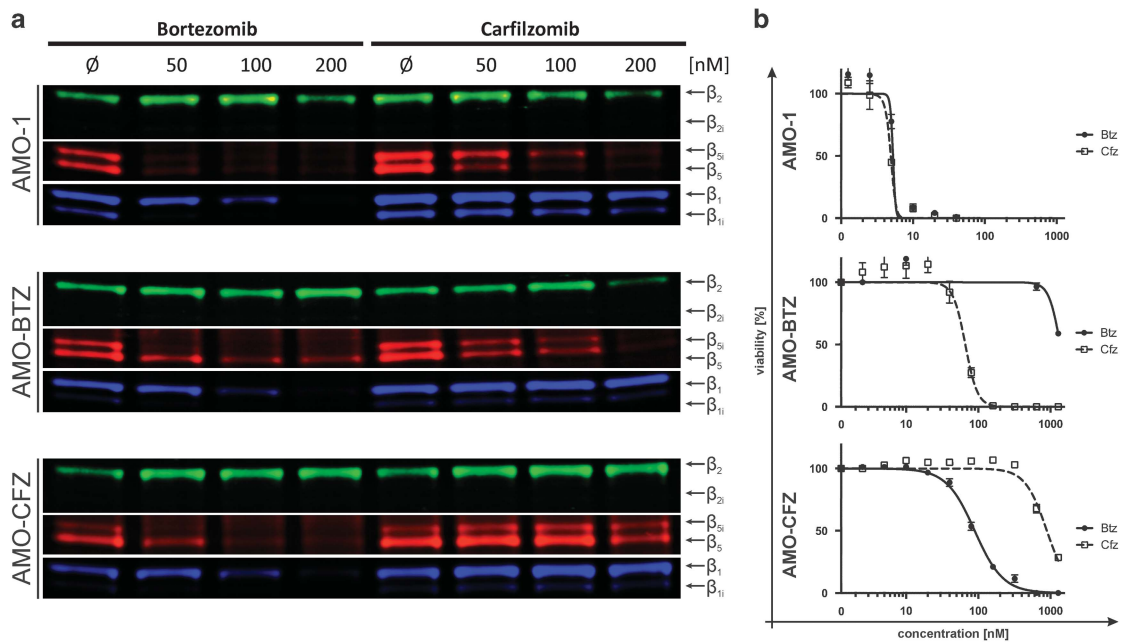 a
Bortezomib Carfilzomib
Ø 50 100 200 Ø 50 100 200 [nM]
AMO-1
β2
β2i
β5i
β5
β1
β1i
AMO-BTZ
β2
β2i
β5i
β5
β1
β1i
AMO-CFZ
β2
β2i
β5i
β5
β1
β1i
b
viability [%]
AMO-1
100
50
0
0 10 100 1000
Btz
Cfz
AMO-BTZ
100
50
0
0 10 100 1000
Btz
Cfz
AMO-CFZ
100
50
0
0 10 100 1000
Btz
Cfz
concentration [nM]